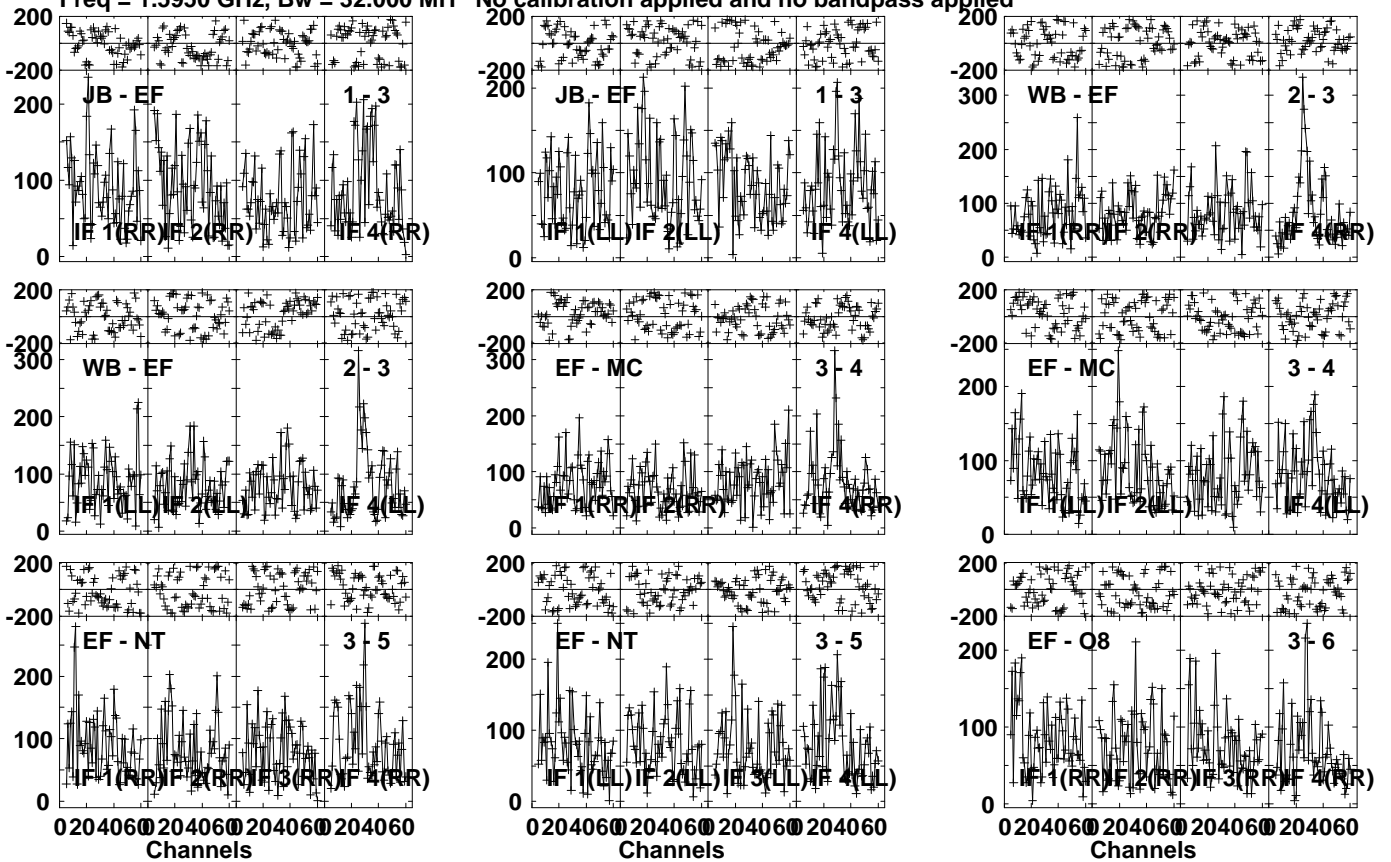 Freq = 1.5950 GHz, Bw = 32.000 MH No calibration applied and no bandpass applied
200
-200
JB - EF 1 - 3
200
100
0
IF 1(RR) IF 2(RR) IF 4(RR)
200
-200
JB - EF 1 - 3
200
100
0
IF 1(LL) IF 2(LL) IF 4(LL)
200
-200
WB - EF 2 - 3
300
200
100
0
IF 1(RR) IF 2(RR) IF 4(RR)
200
-200
WB - EF 2 - 3
300
200
100
0
IF 1(LL) IF 2(LL) IF 4(LL)
200
-200
EF - MC 3 - 4
300
200
100
0
IF 1(RR) IF 2(RR) IF 4(RR)
200
-200
EF - MC 3 - 4
200
100
0
IF 1(LL) IF 2(LL) IF 4(LL)
200
-200
EF - NT 3 - 5
200
100
0
IF 1(RR) IF 2(RR) IF 3(RR) IF 4(RR)
0 20 40 60 0 20 40 60 0 20 40 60 0 20 40 60
Channels
200
-200
EF - NT 3 - 5
200
100
0
IF 1(LL) IF 2(LL) IF 3(LL) IF 4(LL)
0 20 40 60 0 20 40 60 0 20 40 60 0 20 40 60
Channels
200
-200
EF - O8 3 - 6
200
100
0
IF 1(RR) IF 2(RR) IF 3(RR) IF 4(RR)
0 20 40 60 0 20 40 60 0 20 40 60 0 20 40 60
Channels